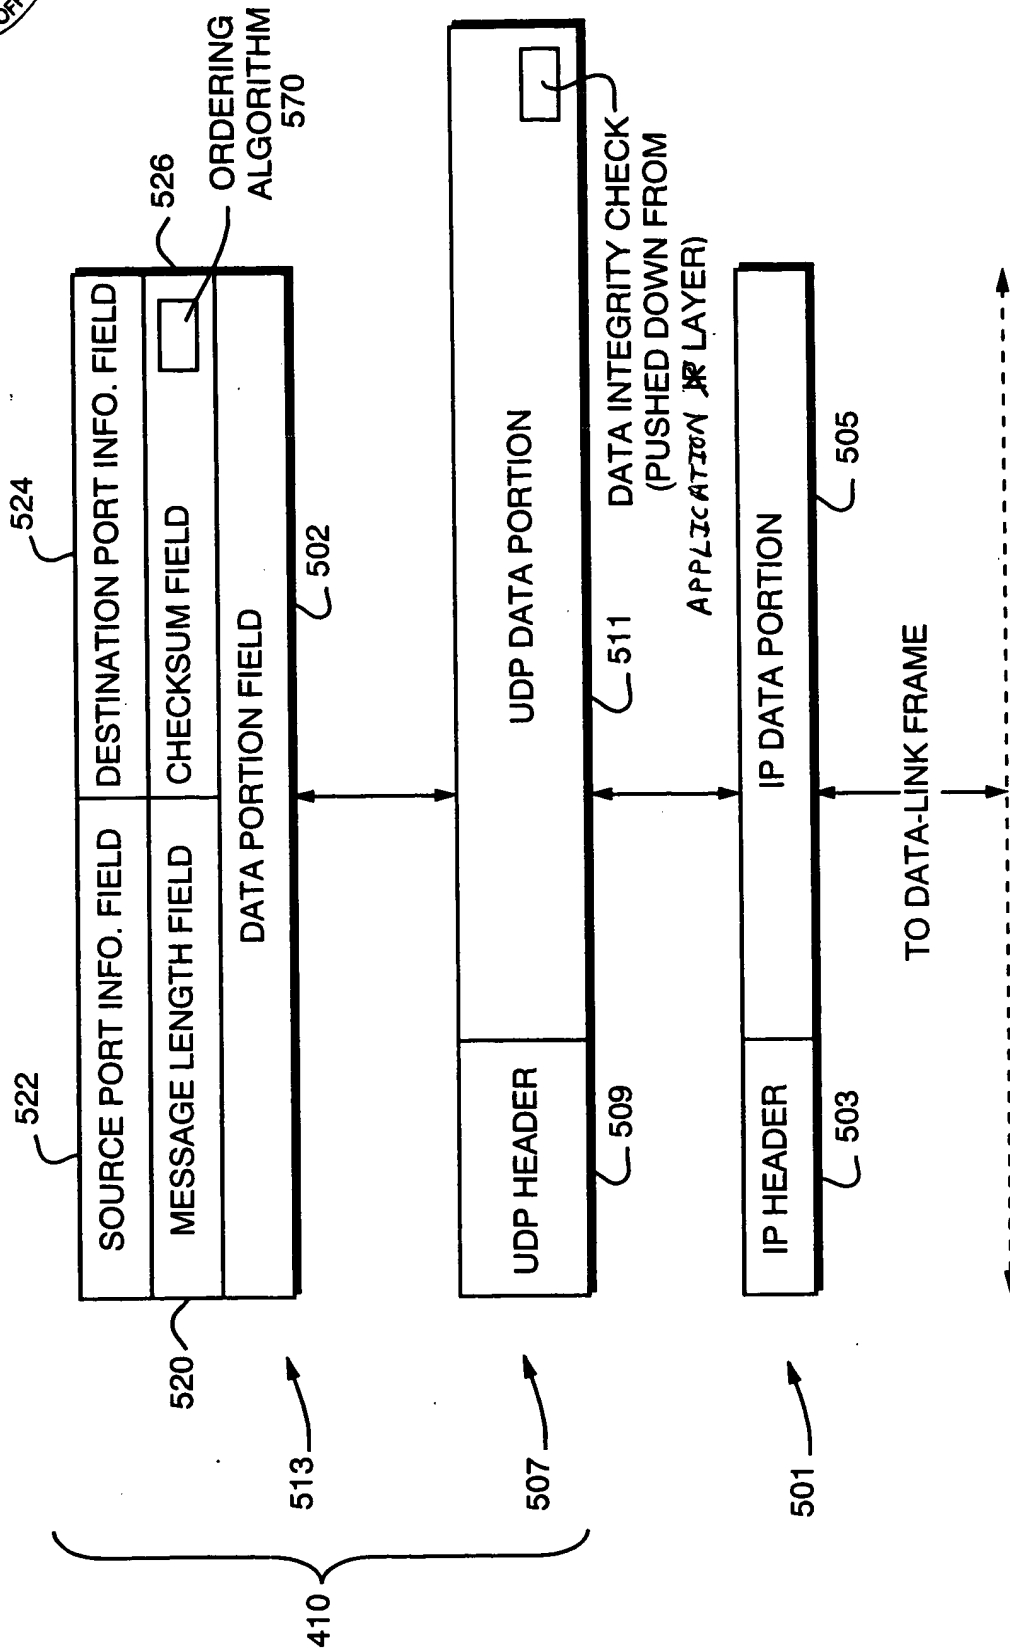 OFF
522
524
526
SOURCE PORT INFO. FIELD
DESTINATION PORT INFO. FIELD
MESSAGE LENGTH FIELD
CHECKSUM FIELD
DATA PORTION FIELD
ORDERING
ALGORITHM
570
520
502
513
410
UDP HEADER
UDP DATA PORTION
507
509
511
DATA INTEGRITY CHECK
(PUSHED DOWN FROM
APPLICATION LAYER)
IP HEADER
IP DATA PORTION
501
503
505
TO DATA-LINK FRAME